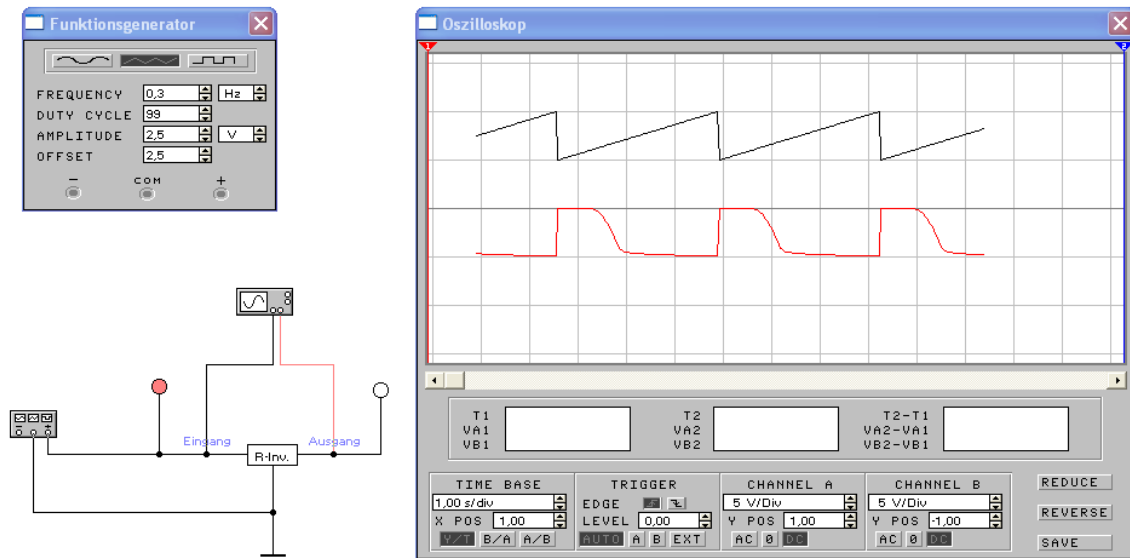 Funktionsgenerator
FREQUENCY 0,3 Hz
DUTY CYCLE 99
AMPLITUDE 2,5 V
OFFSET 2,5
− COM +
Eingang Ausgang
R-Inv.
Oszilloskop
1 2
T1 T2 T2-T1
VA1 VA2 VA2-VA1
VB1 VB2 VB2-VB1
TIME BASE
1,00 s/div
X POS 1,00
Y/T B/A A/B
TRIGGER
EDGE
LEVEL 0,00
AUTO A B EXT
CHANNEL A
5 V/Div
Y POS 1,00
AC 0 DC
CHANNEL B
5 V/Div
Y POS -1,00
AC 0 DC
REDUCE
REVERSE
SAVE